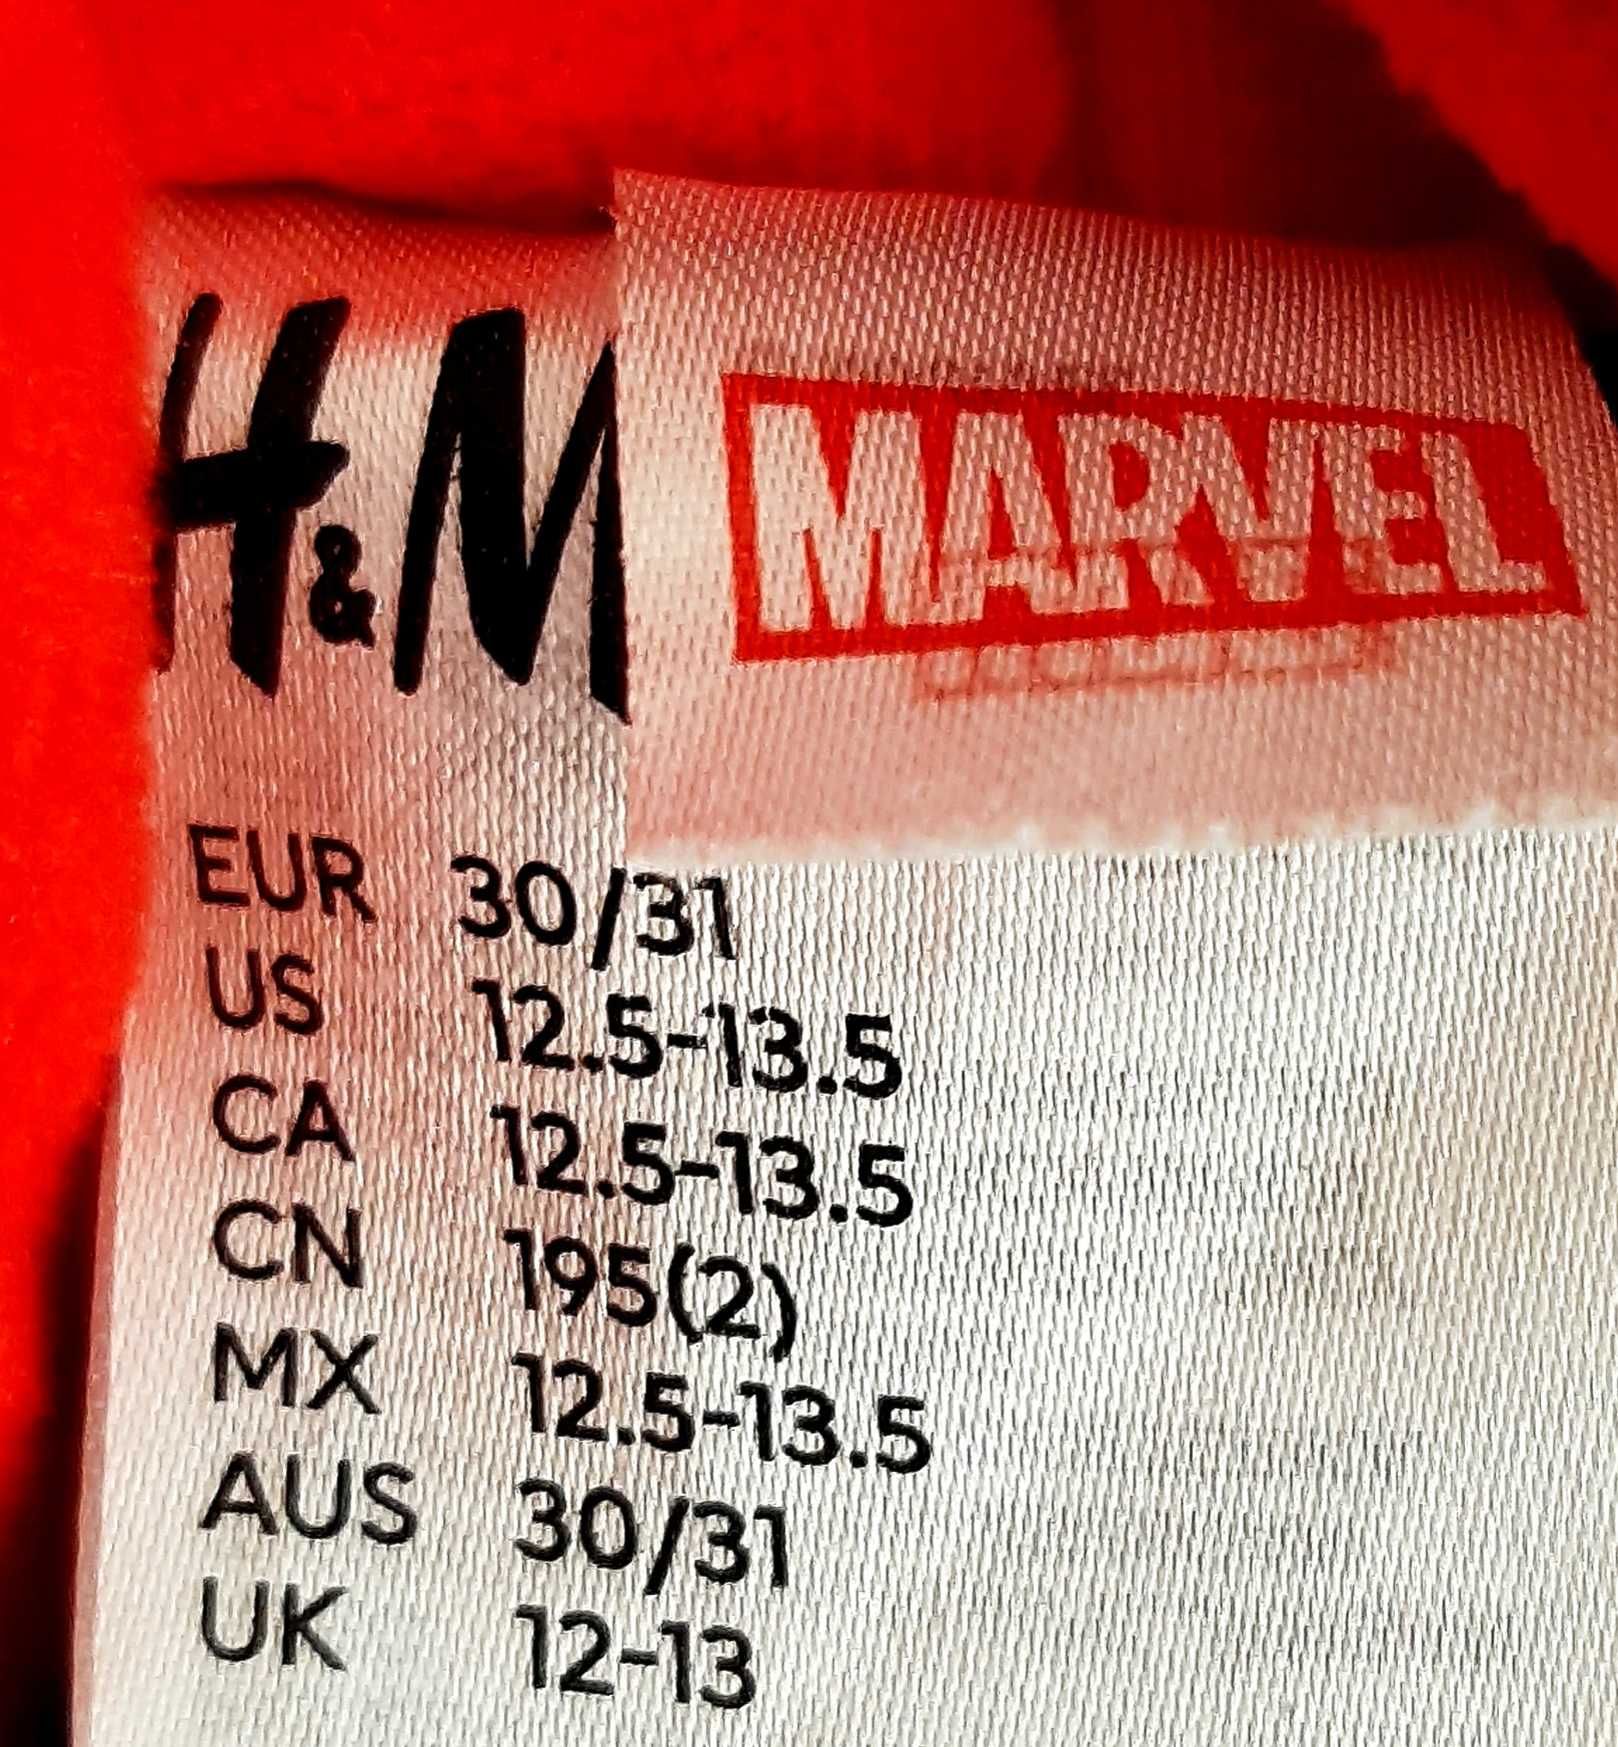 H&M
MARVEL
EUR 30/31
US 12.5-13.5
CA 12.5-13.5
CN 195(2)
MX 12.5-13.5
AUS 30/31
UK 12-13